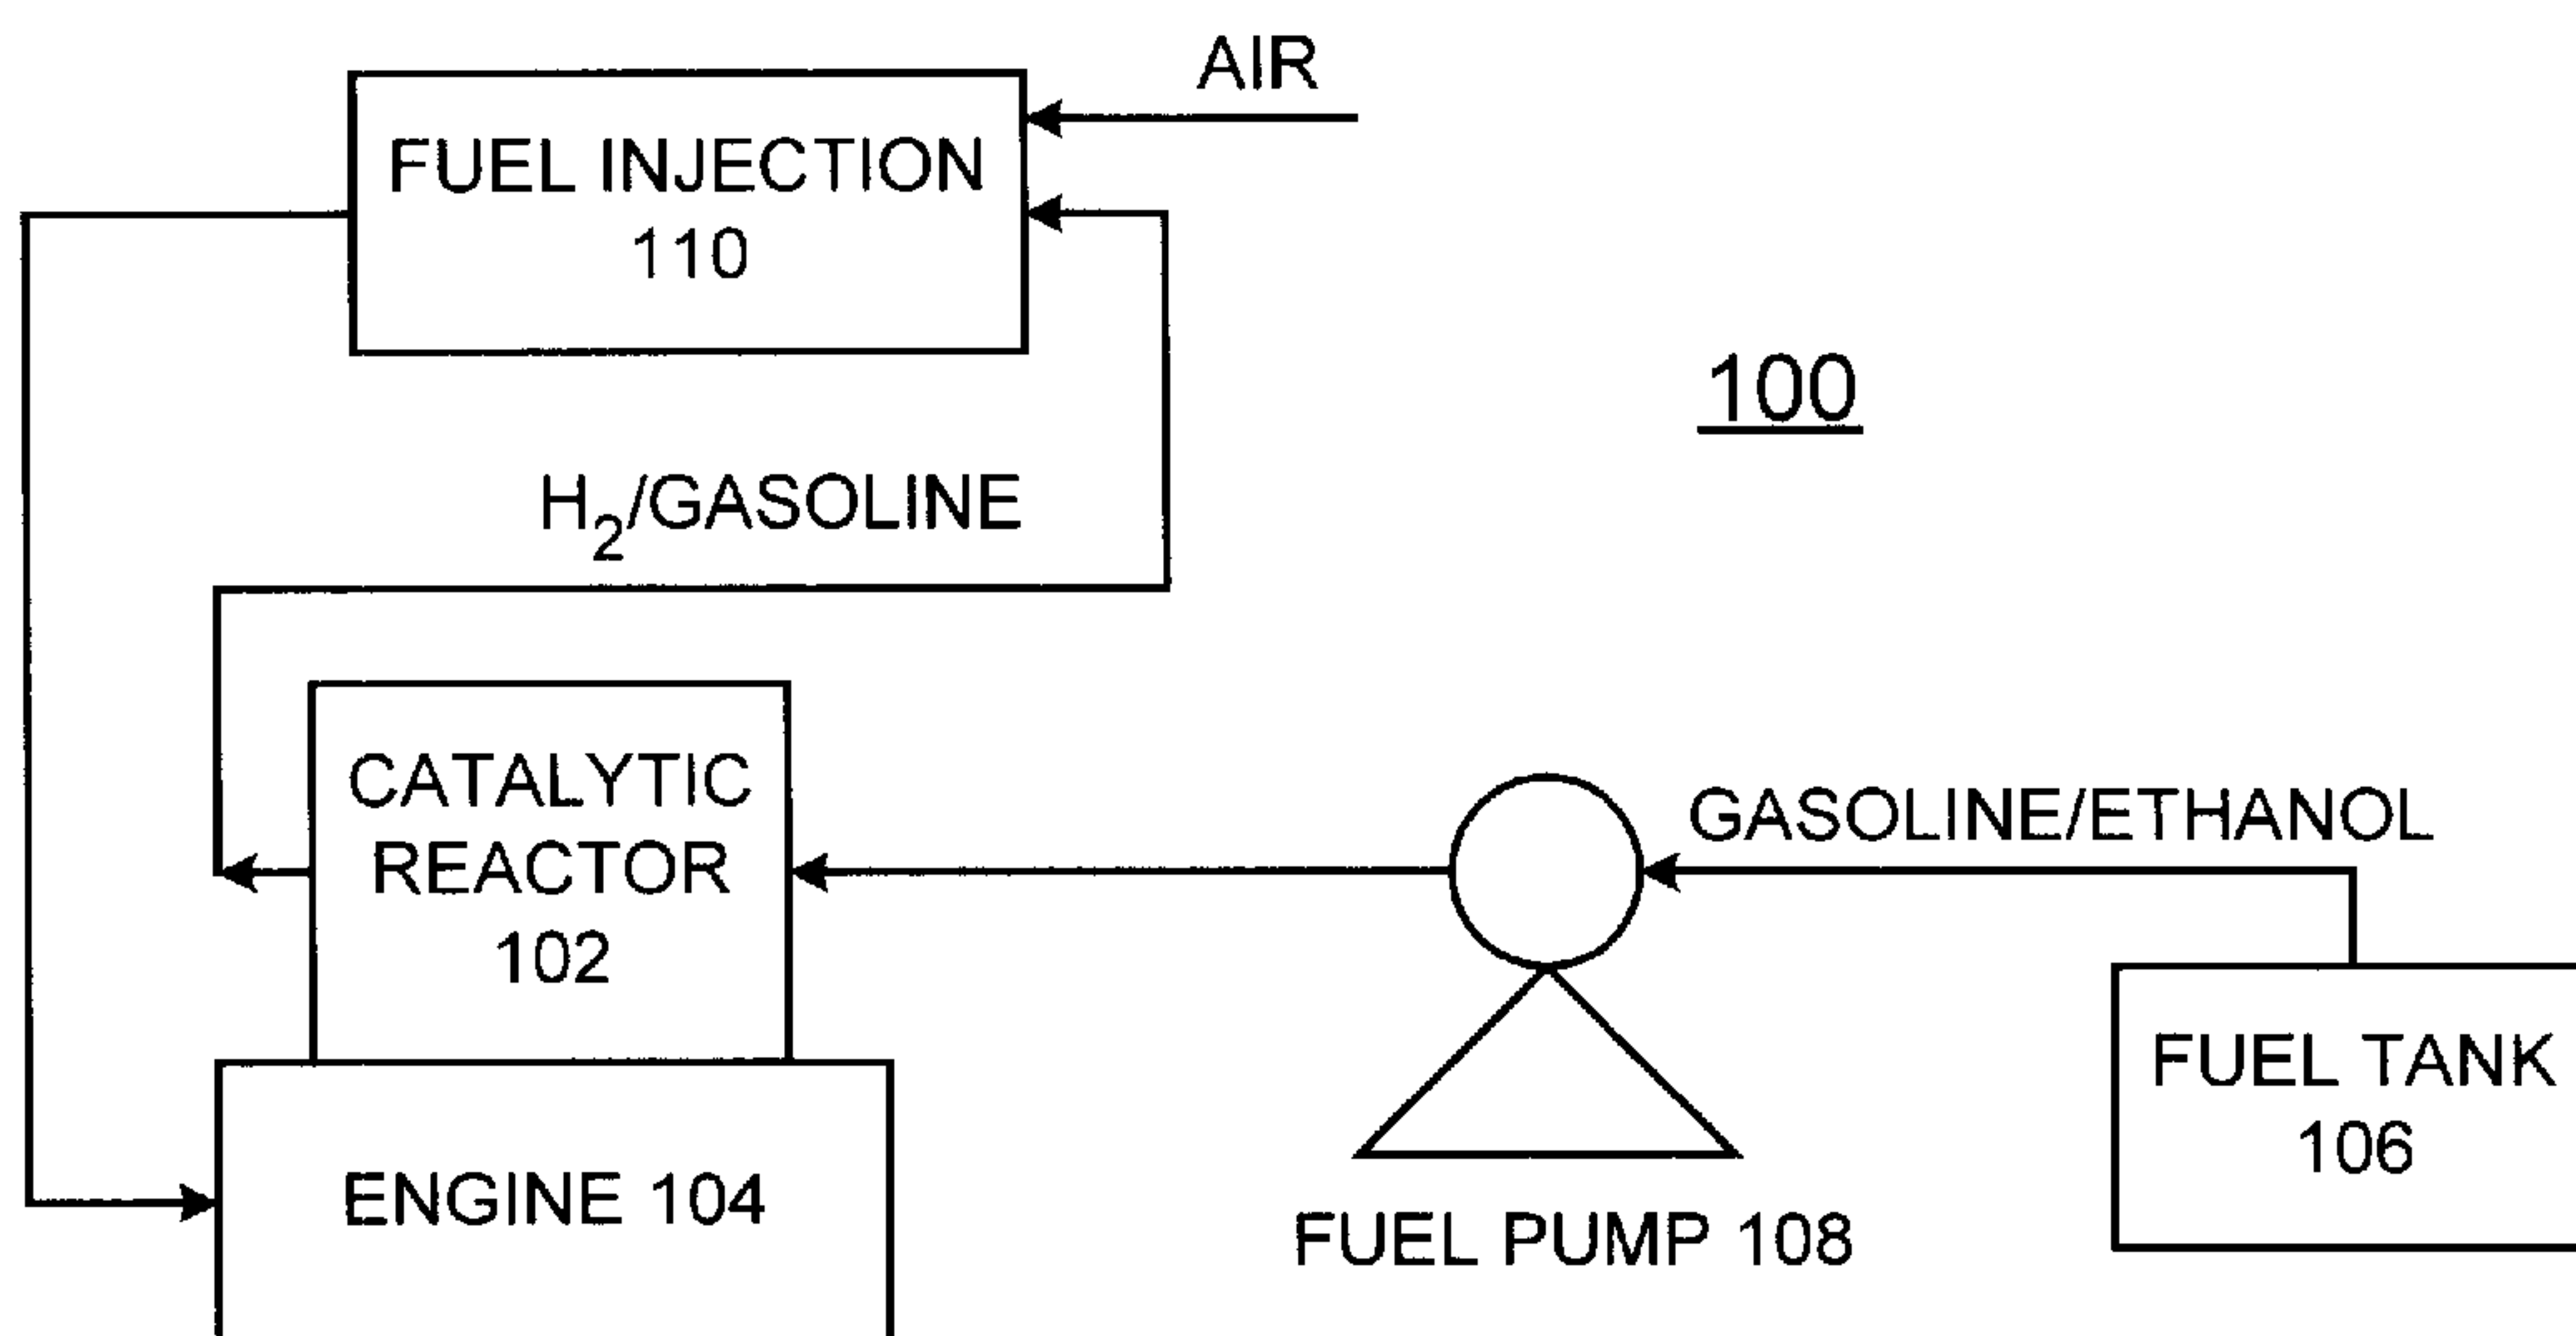 AIR
FUEL INJECTION
110
100
H₂/GASOLINE
CATALYTIC
REACTOR
102
GASOLINE/ETHANOL
FUEL TANK
106
ENGINE 104
FUEL PUMP 108